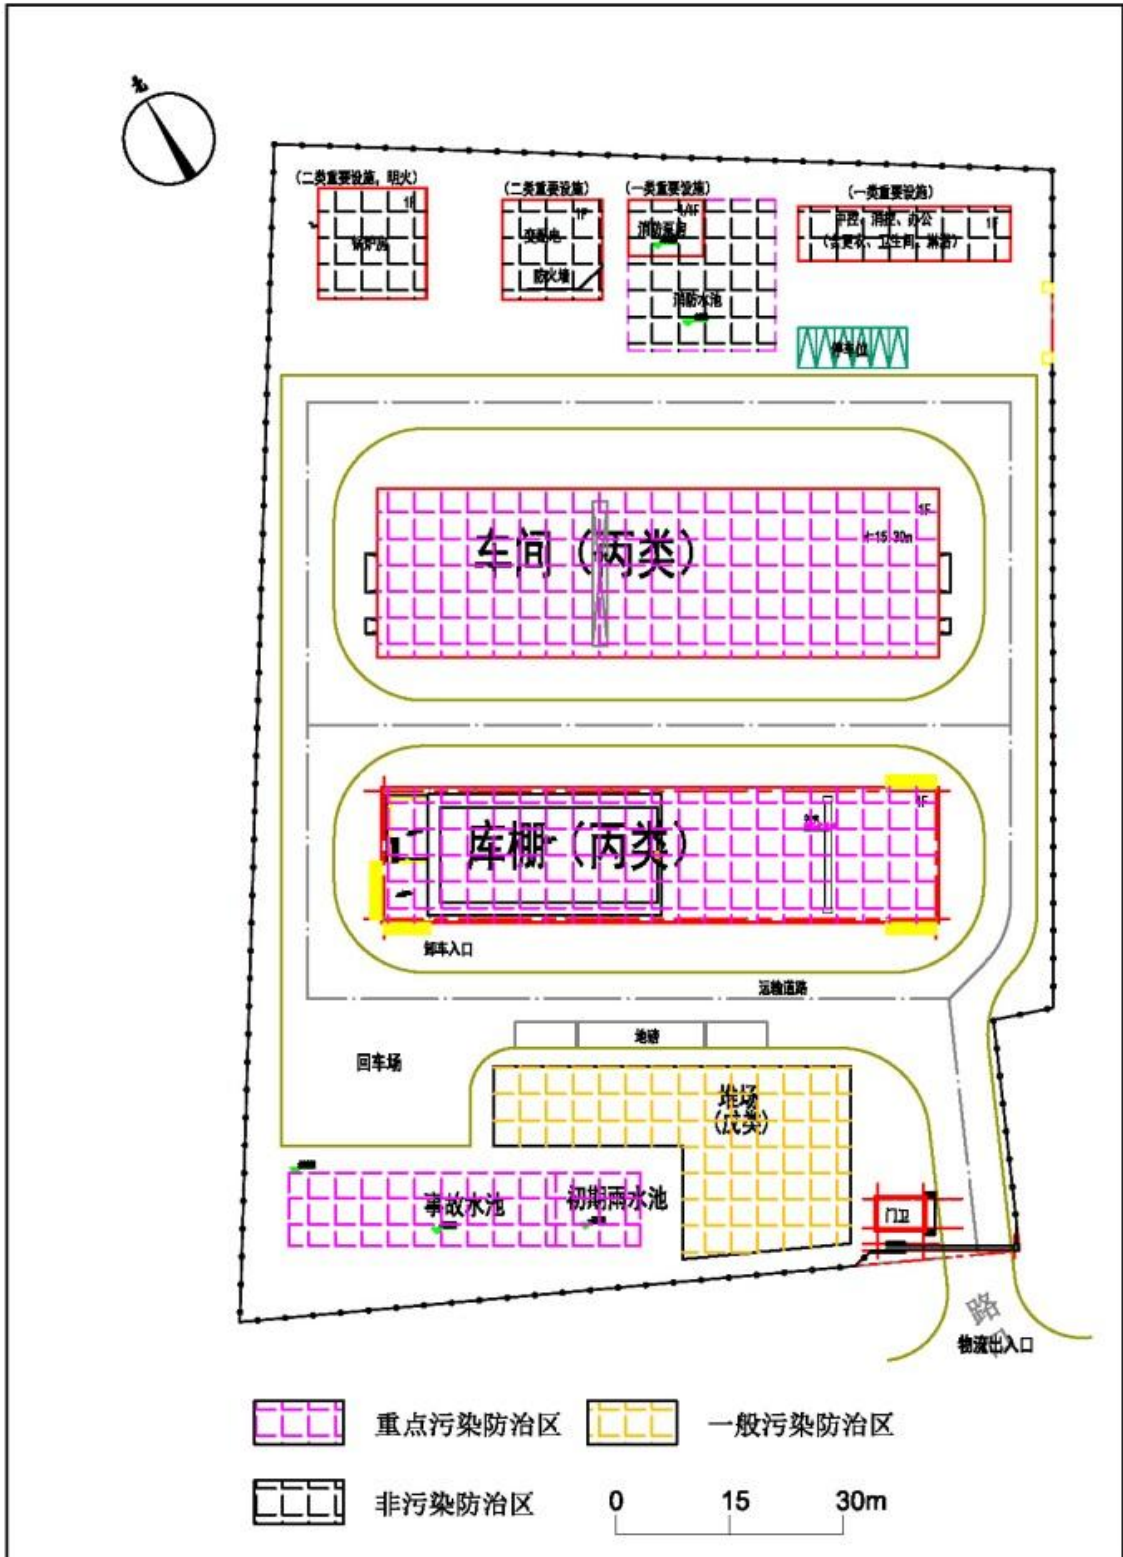 北
（二类重要设施，明火）
（二类重要设施）
（一类重要设施）
（一类重要设施）
1F
锅炉房
1F
变配电
防火墙
消防泵房
消防水池
中控、消控、办公
1F
（含更衣、卫生间、淋浴）
停车位
1F
车间（丙类）
1F
库棚（丙类）
卸车入口
运输道路
地磅
回车场
堆场
（戊类）
事故水池
初期雨水池
门卫
路
物流出入口
重点污染防治区
一般污染防治区
非污染防治区
0
15
30m